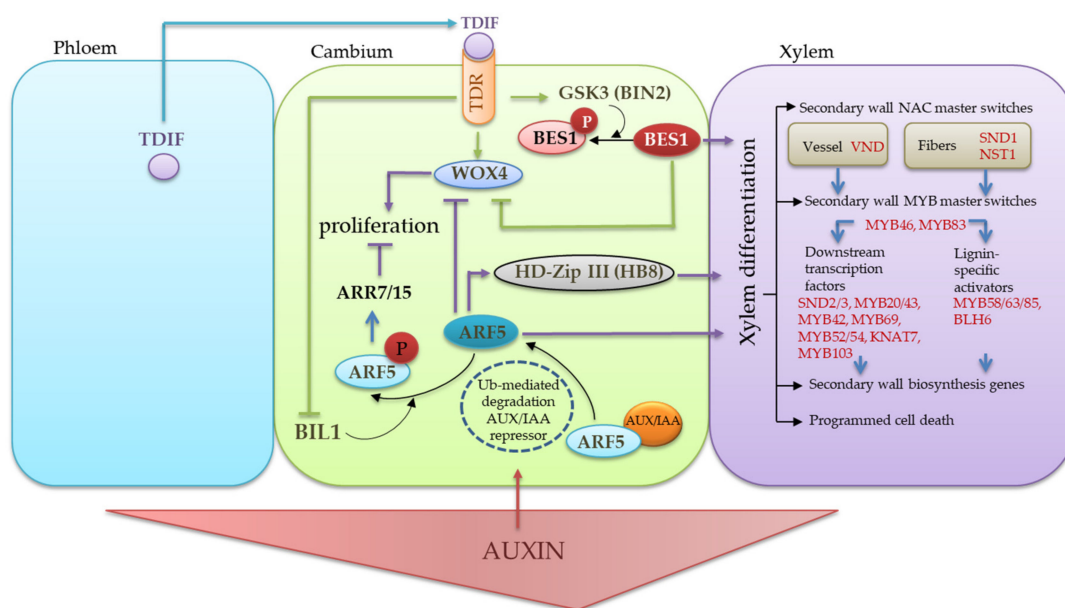 Phloem
TDIF
Cambium
TDIF
TDR
GSK3 (BIN2)
BES1
P
BES1
WOX4
proliferation
HD-Zip III (HB8)
ARR7/15
ARF5
P
ARF5
BIL1
Ub-mediated
degradation
AUX/IAA
repressor
AUX/IAA
ARF5
AUXIN
Xylem
Xylem differentiation
Secondary wall NAC master switches
Vessel VND
Fibers
SND1
NST1
Secondary wall MYB master switches
MYB46, MYB83
Downstream
transcription
factors
SND2/3, MYB20/43,
MYB42, MYB69,
MYB52/54, KNAT7,
MYB103
Lignin-
specific
activators
MYB58/63/85,
BLH6
Secondary wall biosynthesis genes
Programmed cell death